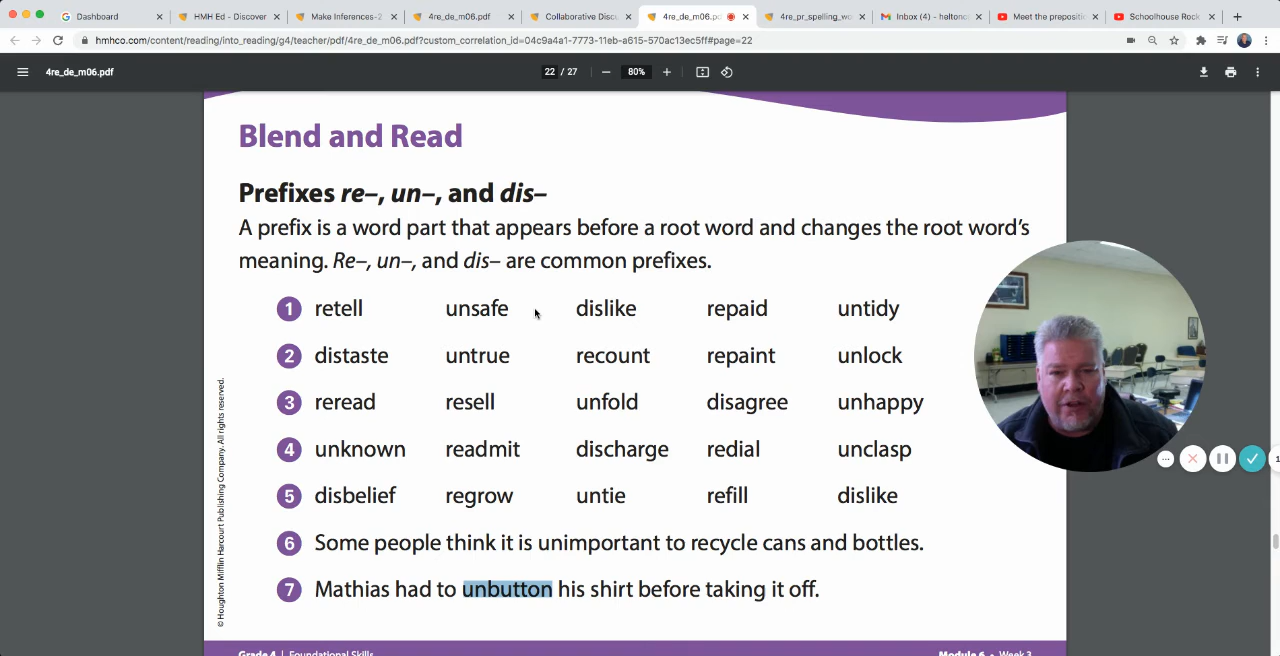 Dashboard
HMH Ed - Discover
Make Inferences-2
4re_de_m06.pdf
Collaborative Discu
4re_de_m06.pd
4re_pr_spelling_wo
Inbox (4) - heltonc
Meet the prepositi
Schoolhouse Rock
hmhco.com/content/reading/into_reading/g4/teacher/pdf/4re_de_m06.pdf?custom_correlation_id=04c9a4a1-7773-11eb-a615-570ac13ec5ff#page=22
4re_de_m06.pdf
22 / 27
80%
Blend and Read
Prefixes re–, un–, and dis–
A prefix is a word part that appears before a root word and changes the root word’s
meaning. Re–, un–, and dis– are common prefixes.
1 retell unsafe dislike repaid untidy
2 distaste untrue recount repaint unlock
3 reread resell unfold disagree unhappy
4 unknown readmit discharge redial unclasp
5 disbelief regrow untie refill dislike
6 Some people think it is unimportant to recycle cans and bottles.
7 Mathias had to unbutton his shirt before taking it off.
© Houghton Mifflin Harcourt Publishing Company. All rights reserved.
Grade 4 | Foundational Skills
Module 6 • Week 3
1